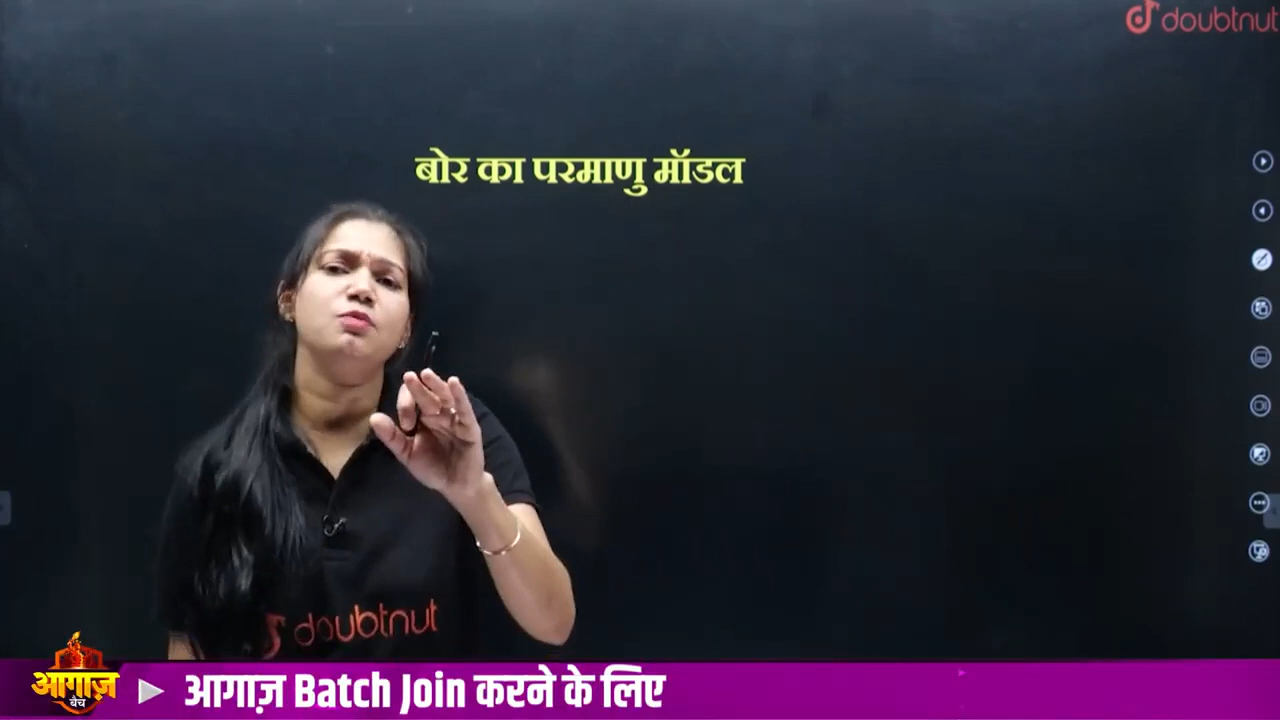 doubtnut
बोर का परमाणु मॉडल
doubtnut
आगाज़
बैच
आगाज़ Batch Join करने के लिए